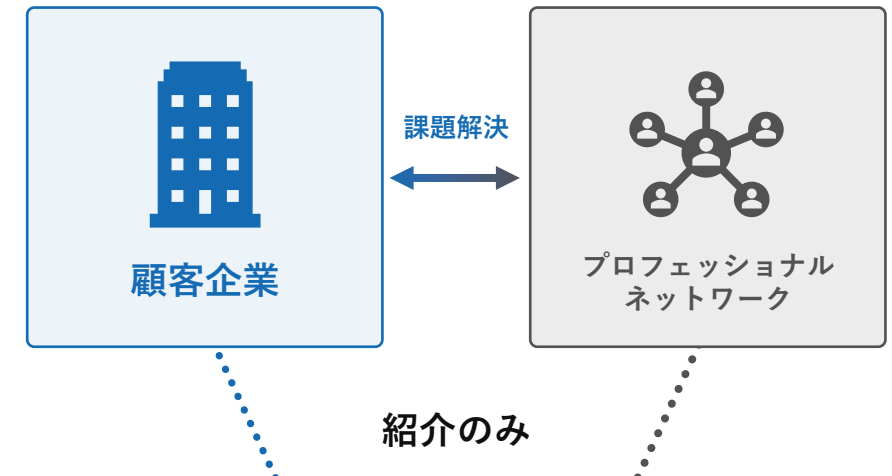 課題解決
顧客企業
プロフェッショナル
ネットワーク
紹介のみ